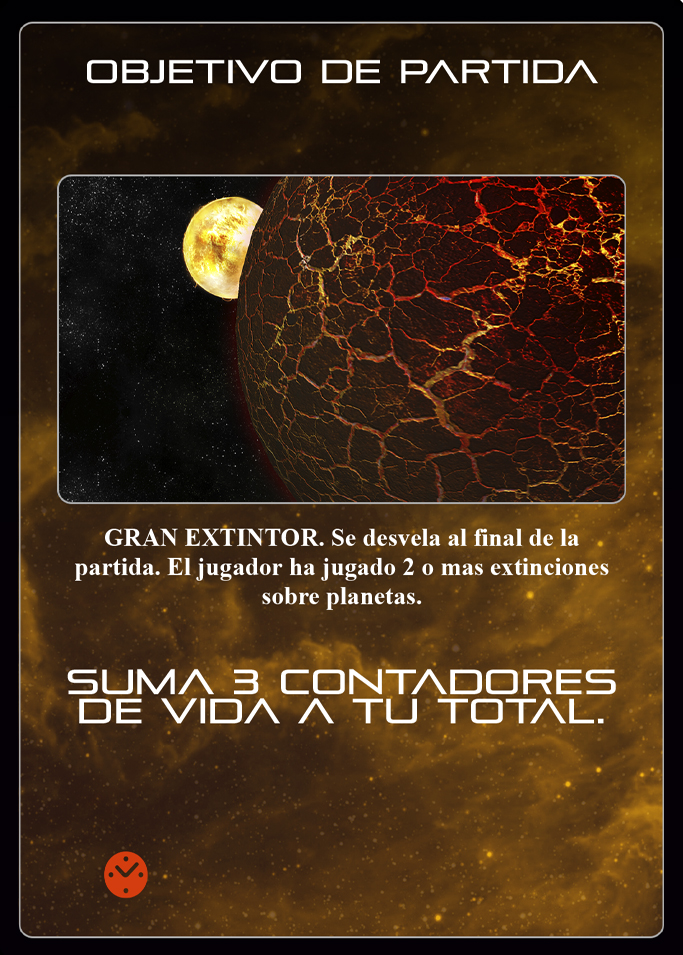 OBJETIVO DE PARTIDA
GRAN EXTINTOR. Se desvela al final de la
partida. El jugador ha jugado 2 o mas extinciones
sobre planetas.
SUMA 3 CONTADORES
DE VIDA A TU TOTAL.